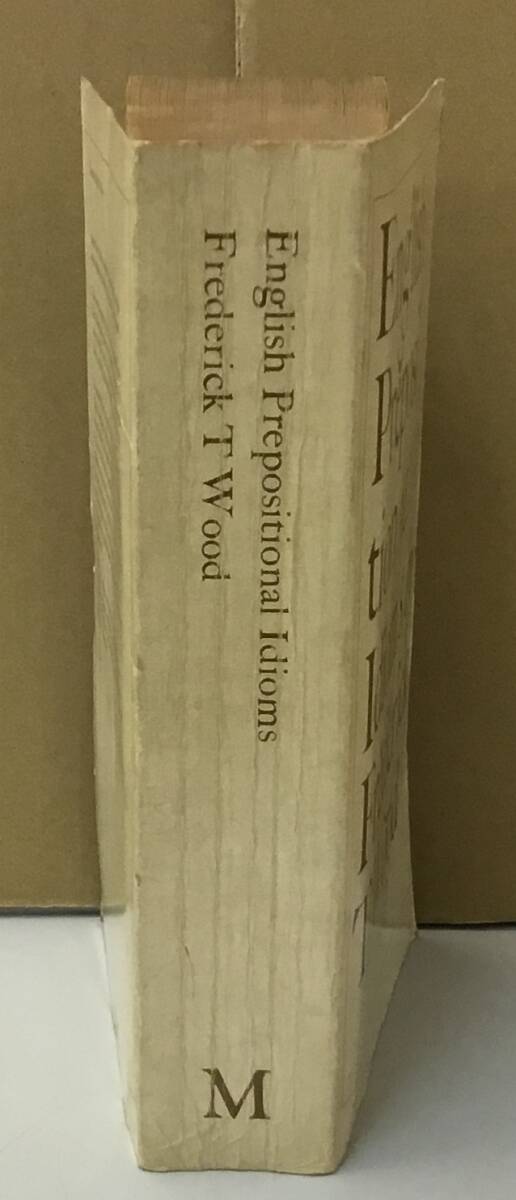 English Prepositional Idioms
Frederick T Wood
M